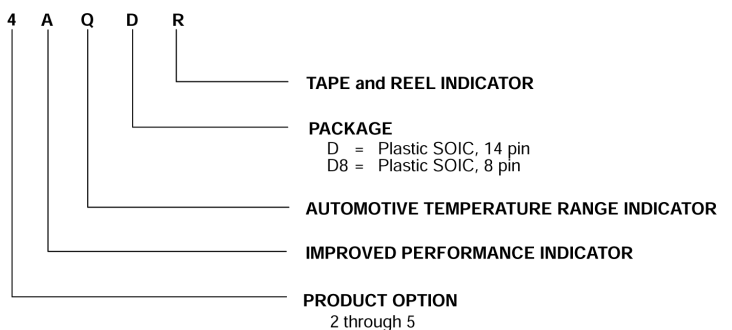 4 A Q D R
TAPE and REEL INDICATOR
PACKAGE
D = Plastic SOIC, 14 pin
D8 = Plastic SOIC, 8 pin
AUTOMOTIVE TEMPERATURE RANGE INDICATOR
IMPROVED PERFORMANCE INDICATOR
PRODUCT OPTION
2 through 5